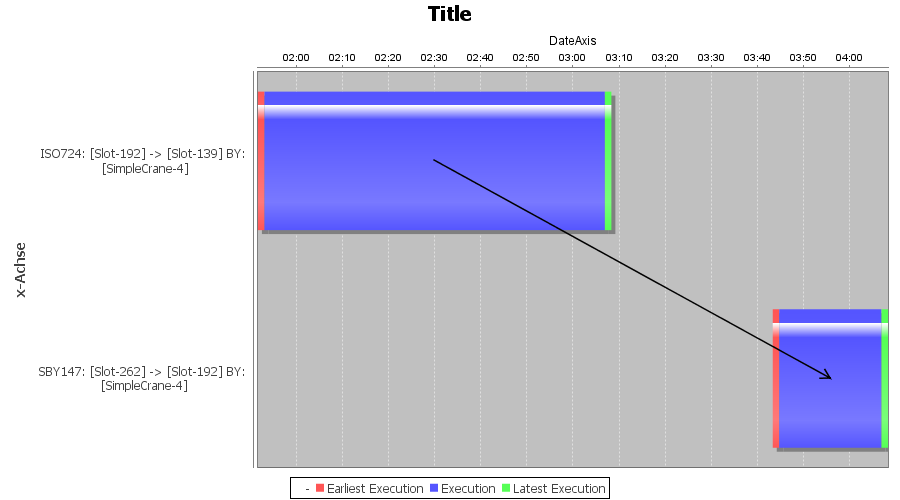 Title
DateAxis
02:00 02:10 02:20 02:30 02:40 02:50 03:00 03:10 03:20 03:30 03:40 03:50 04:00
ISO724: [Slot-192] -> [Slot-139] BY:
[SimpleCrane-4]
x-Achse
SBY147: [Slot-262] -> [Slot-192] BY:
[SimpleCrane-4]
- Earliest Execution Execution Latest Execution